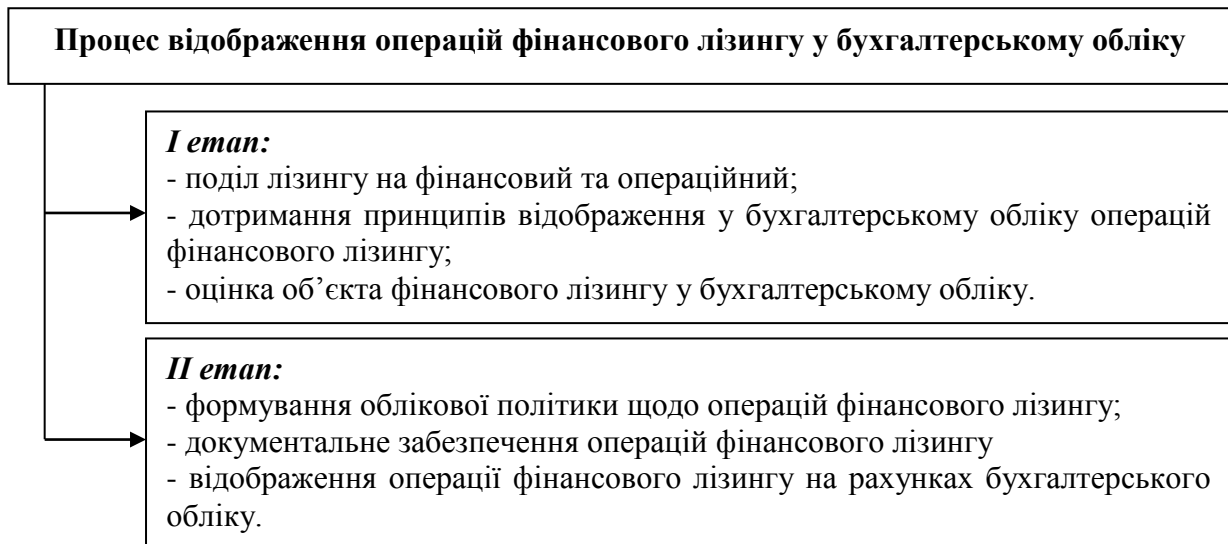 Процес відображення операцій фінансового лізингу у бухгалтерському обліку
І етап:
- поділ лізингу на фінансовий та операційний;
- дотримання принципів відображення у бухгалтерському обліку операцій
фінансового лізингу;
- оцінка об’єкта фінансового лізингу у бухгалтерському обліку.
ІІ етап:
- формування облікової політики щодо операцій фінансового лізингу;
- документальне забезпечення операцій фінансового лізингу
- відображення операції фінансового лізингу на рахунках бухгалтерського
обліку.